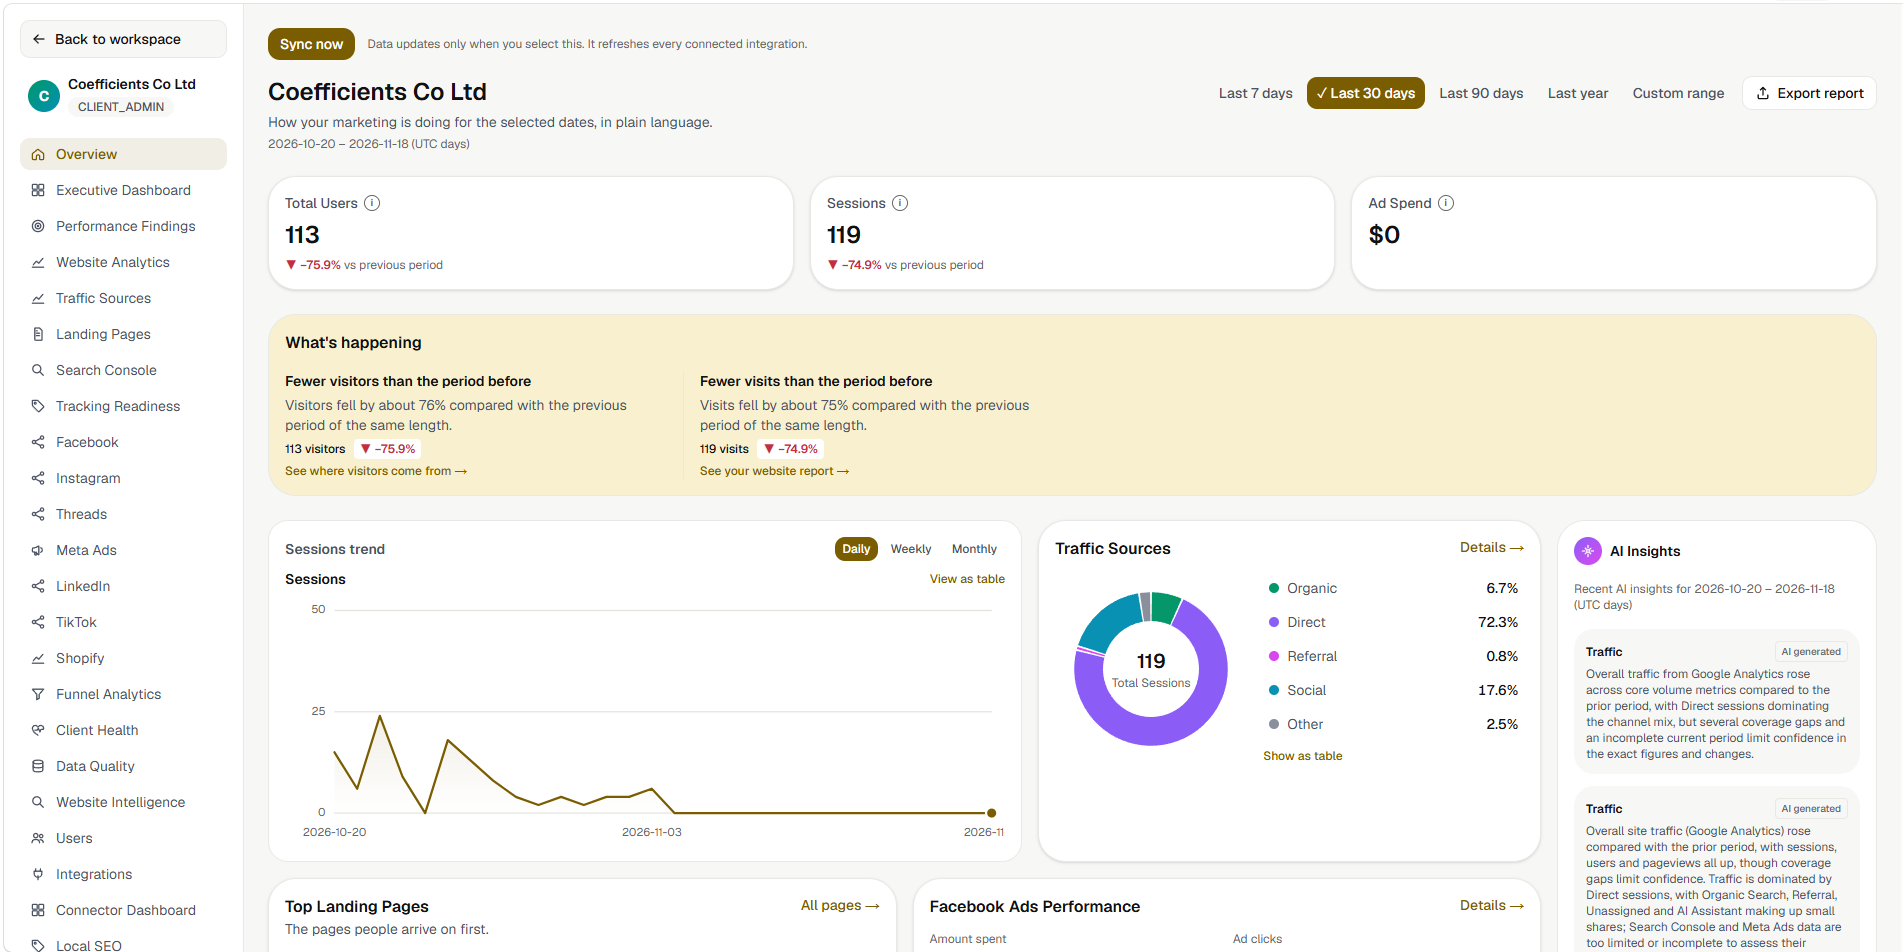 Back to workspace
C
Coefficients Co Ltd
CLIENT_ADMIN
Overview
Executive Dashboard
Performance Findings
Website Analytics
Traffic Sources
Landing Pages
Search Console
Tracking Readiness
Facebook
Instagram
Threads
Meta Ads
LinkedIn
TikTok
Shopify
Funnel Analytics
Client Health
Data Quality
Website Intelligence
Users
Integrations
Connector Dashboard
Local SEO
Sync now
Data updates only when you select this. It refreshes every connected integration.
Coefficients Co Ltd
How your marketing is doing for the selected dates, in plain language.
2026-10-20 – 2026-11-18 (UTC days)
Last 7 days ✓ Last 30 days Last 90 days Last year Custom range Export report
Total Users
113
▼ −75.9% vs previous period
Sessions
119
▼ −74.9% vs previous period
Ad Spend
$0
What's happening
Fewer visitors than the period before
Visitors fell by about 76% compared with the previous
period of the same length.
113 visitors ▼ −75.9%
See where visitors come from →
Fewer visits than the period before
Visits fell by about 75% compared with the previous
period of the same length.
119 visits ▼ −74.9%
See your website report →
Sessions trend
Daily Weekly Monthly
Sessions
View as table
50
25
0
2026-10-20 2026-11-03 2026-11
Traffic Sources
Details →
119
Total Sessions
Organic 6.7%
Direct 72.3%
Referral 0.8%
Social 17.6%
Other 2.5%
Show as table
AI Insights
Recent AI insights for 2026-10-20 – 2026-11-18
(UTC days)
Traffic AI generated
Overall traffic from Google Analytics rose
across core volume metrics compared to the
prior period, with Direct sessions dominating
the channel mix, but several coverage gaps and
an incomplete current period limit confidence in
the exact figures and changes.
Traffic AI generated
Overall site traffic (Google Analytics) rose
compared with the prior period, with sessions,
users and pageviews all up, though coverage
gaps limit confidence. Traffic is dominated by
Direct sessions, with Organic Search, Referral,
Unassigned and AI Assistant making up small
shares; Search Console and Meta Ads data are
too limited or incomplete to assess their
Top Landing Pages
All pages →
The pages people arrive on first.
Facebook Ads Performance
Details →
Amount spent
Ad clicks